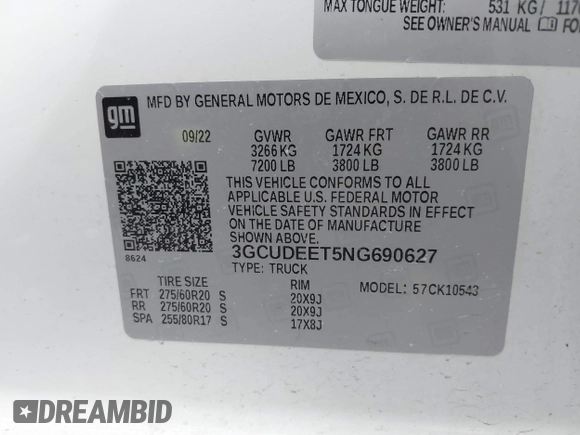 MAX TONGUE WEIGHT: 531 KG / 117
SEE OWNER'S MANUAL FO
gm
MFD BY GENERAL MOTORS DE MEXICO, S. DE R.L. DE C.V.
09/22 GVWR GAWR FRT GAWR RR
3266 KG 1724 KG 1724 KG
7200 LB 3800 LB 3800 LB
THIS VEHICLE CONFORMS TO ALL
APPLICABLE U.S. FEDERAL MOTOR
VEHICLE SAFETY STANDARDS IN EFFECT
ON THE DATE OF MANUFACTURE
SHOWN ABOVE.
8624
3GCUDEET5NG690627
TYPE: TRUCK
TIRE SIZE RIM MODEL: 57CK10543
FRT 275/60R20 S 20X9J
RR 275/60R20 S 20X9J
SPA 255/80R17 S 17X8J
DREAMBID